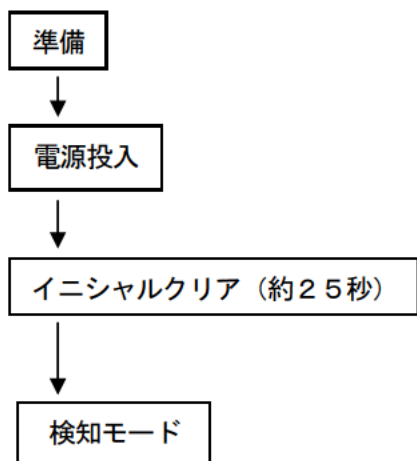 準備
電源投入
イニシャルクリア（約２５秒）
検知モード